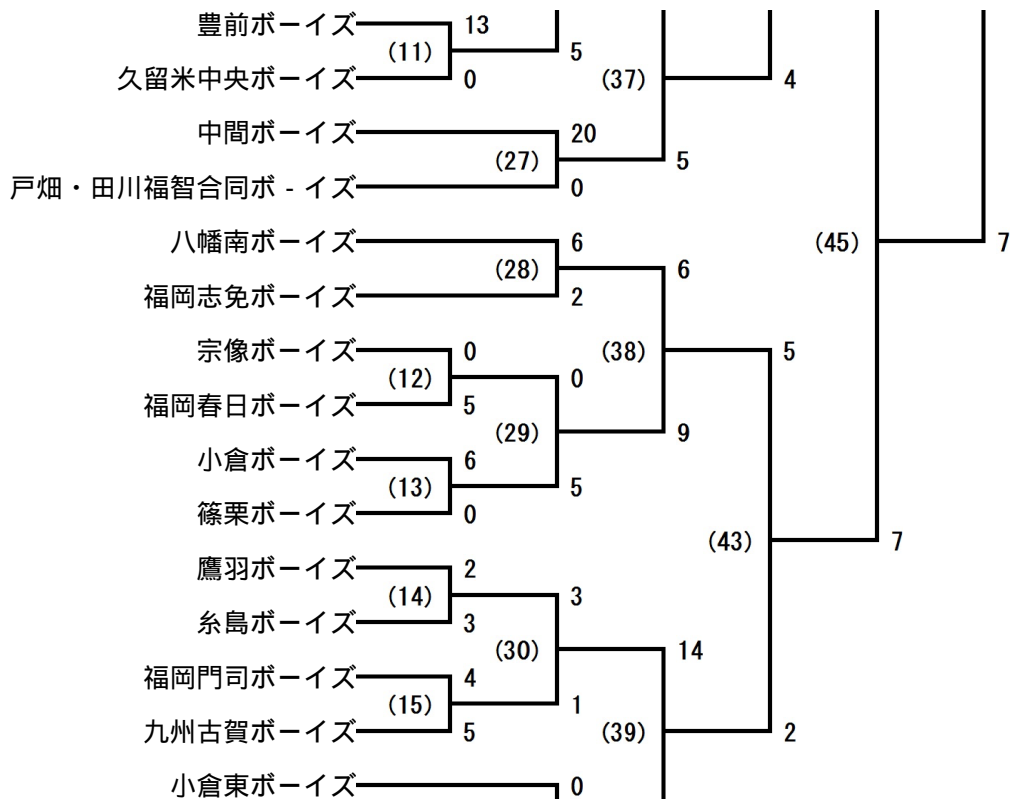 豊前ボーイズ 13
(11) 5
久留米中央ボーイズ 0 (37) 4
中間ボーイズ 20
(27) 5
戸畑・田川福智合同ボ - イズ 0
八幡南ボーイズ 6 (45) 7
(28) 6
福岡志免ボーイズ 2
宗像ボーイズ 0 (38) 5
(12) 0
福岡春日ボーイズ 5
(29) 9
小倉ボーイズ 6
(13) 5
篠栗ボーイズ 0
(43) 7
鷹羽ボーイズ 2
(14) 3
糸島ボーイズ 3
(30) 14
福岡門司ボーイズ 4
(15) 1
九州古賀ボーイズ 5 (39) 2
小倉東ボーイズ 0